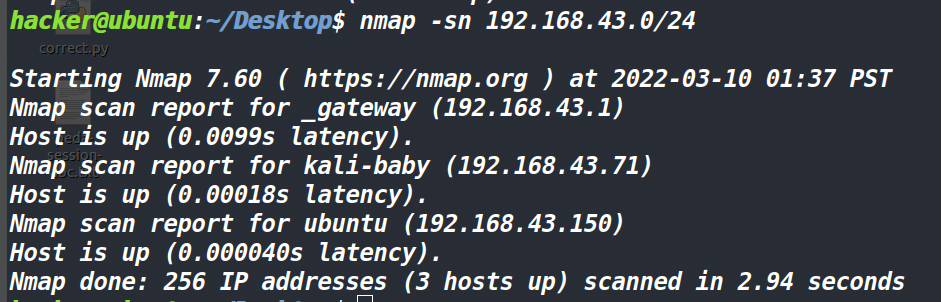 hacker@ubuntu:~/Desktop$ nmap -sn 192.168.43.0/24
correct.py
Starting Nmap 7.60 ( https://nmap.org ) at 2022-03-10 01:37 PST
Nmap scan report for _gateway (192.168.43.1)
Host is up (0.0099s latency).
Nmap scan report for kali-baby (192.168.43.71)
Host is up (0.00018s latency).
Nmap scan report for ubuntu (192.168.43.150)
Host is up (0.000040s latency).
Nmap done: 256 IP addresses (3 hosts up) scanned in 2.94 seconds